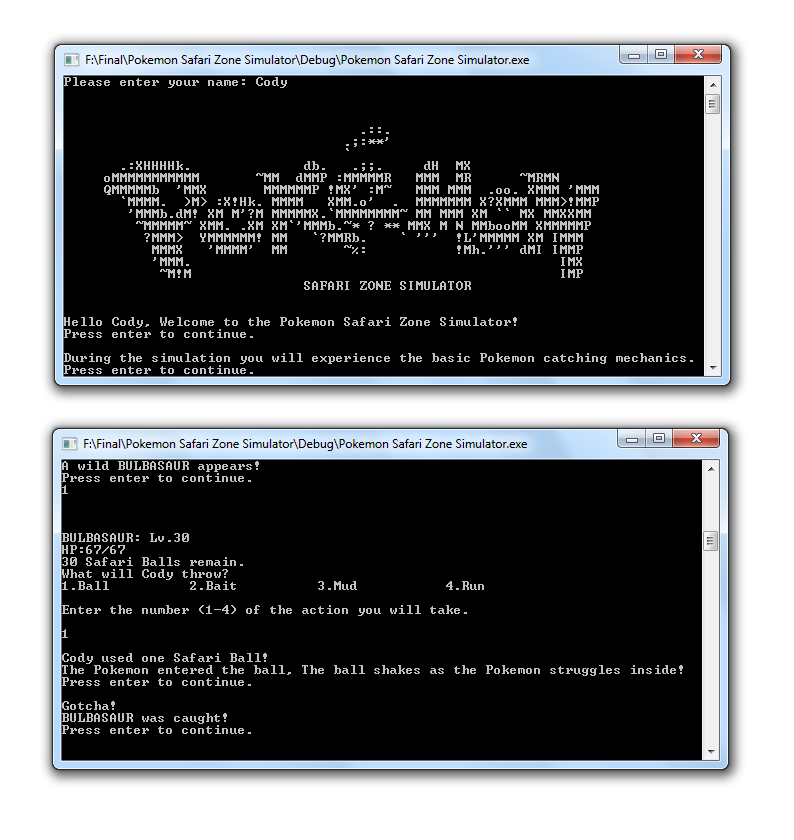 F:\Final\Pokemon Safari Zone Simulator\Debug\Pokemon Safari Zone Simulator.exe
Please enter your name: Cody
SAFARI ZONE SIMULATOR
Hello Cody, Welcome to the Pokemon Safari Zone Simulator!
Press enter to continue.
During the simulation you will experience the basic Pokemon catching mechanics.
Press enter to continue.
F:\Final\Pokemon Safari Zone Simulator\Debug\Pokemon Safari Zone Simulator.exe
A wild BULBASAUR appears!
Press enter to continue.
1
BULBASAUR: Lv.30
HP:67/67
30 Safari Balls remain.
What will Cody throw?
1.Ball 2.Bait 3.Mud 4.Run
Enter the number (1-4) of the action you will take.
1
Cody used one Safari Ball!
The Pokemon entered the ball, The ball shakes as the Pokemon struggles inside!
Press enter to continue.
Gotcha!
BULBASAUR was caught!
Press enter to continue.